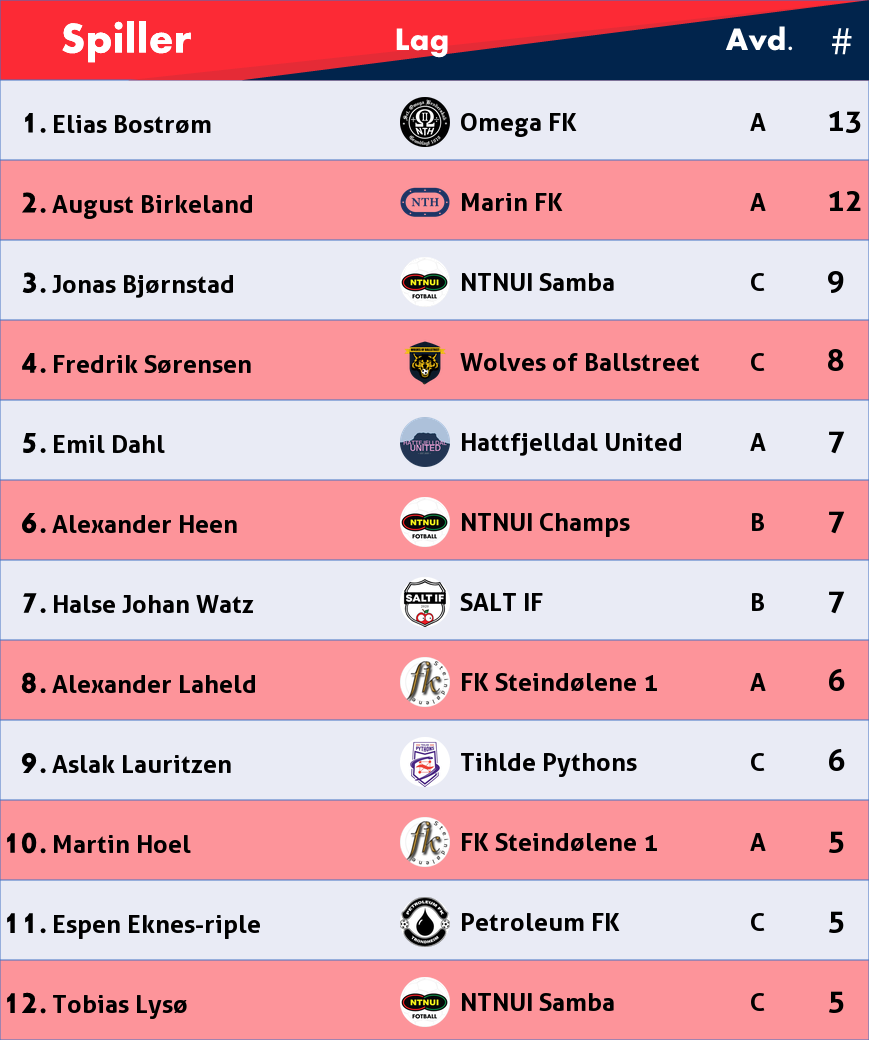 Spiller Lag Avd. #
1. Elias Bostrøm Omega FK A 13
2. August Birkeland NTH Marin FK A 12
3. Jonas Bjørnstad NTNUI FOTBALL NTNUI Samba C 9
4. Fredrik Sørensen Wolves of Ballstreet C 8
5. Emil Dahl HATTFJELLDAL UNITED Hattfjelldal United A 7
6. Alexander Heen NTNUI FOTBALL NTNUI Champs B 7
7. Halse Johan Watz SALT IF SALT IF B 7
8. Alexander Laheld fk Steindølene FK Steindølene 1 A 6
9. Aslak Lauritzen PYTHONS Tihlde Pythons C 6
10. Martin Hoel fk Steindølene FK Steindølene 1 A 5
11. Espen Eknes-riple PETROLEUM FK TRONDHEIM Petroleum FK C 5
12. Tobias Lysø NTNUI FOTBALL NTNUI Samba C 5